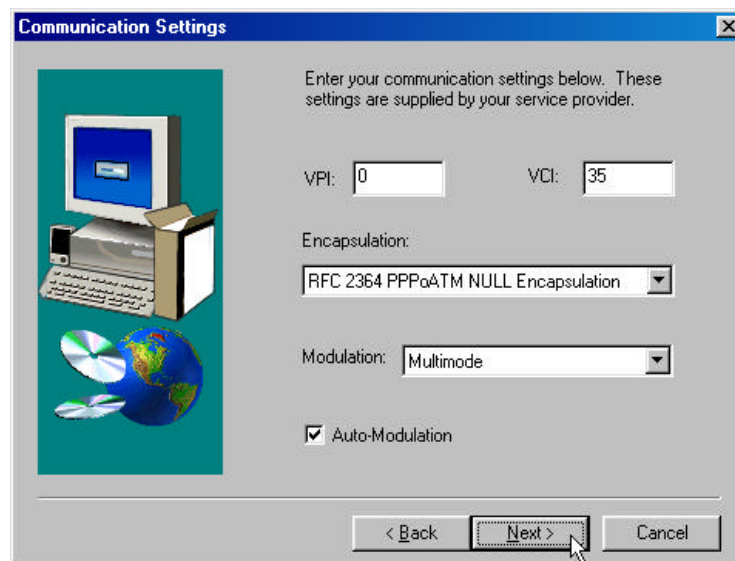 Communication Settings
Enter your communication settings below. These
settings are supplied by your service provider.
VPI: 0 VCI: 35
Encapsulation:
RFC 2364 PPPoATM NULL Encapsulation
Modulation: Multimode
Auto-Modulation
< Back Next > Cancel